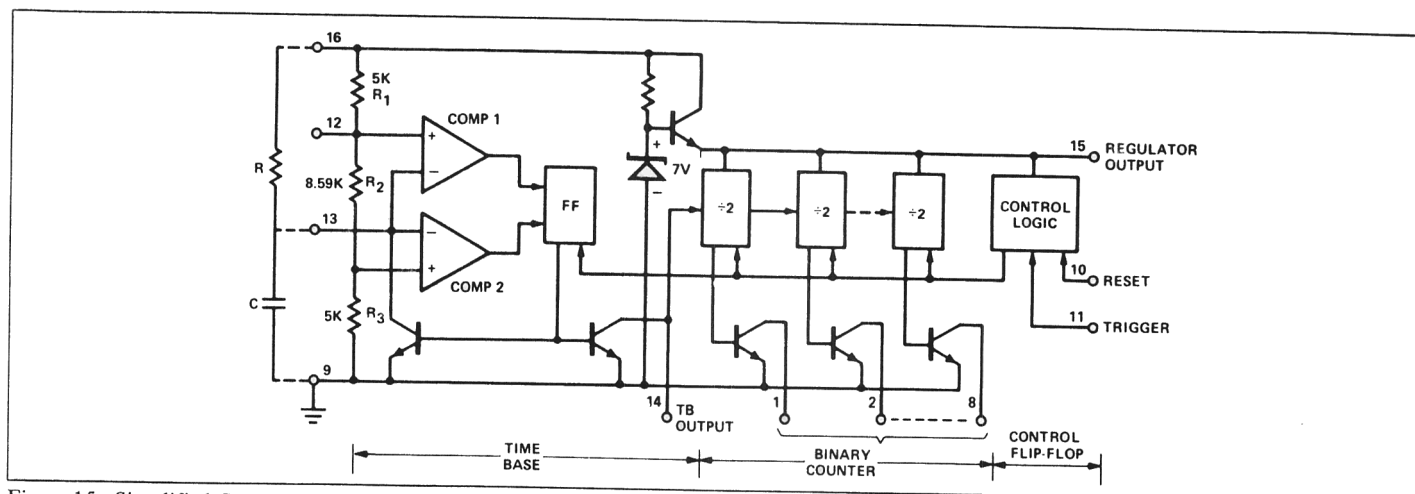 16
5K
R1
12
COMP 1
+
−
R
8.59K
R2
13
−
+
COMP 2
C
5K
R3
9
FF
+
7V
−
÷2
÷2
÷2
CONTROL
LOGIC
15
REGULATOR
OUTPUT
10
RESET
11
TRIGGER
14
TB
OUTPUT
1
2
8
TIME
BASE
BINARY
COUNTER
CONTROL
FLIP-FLOP